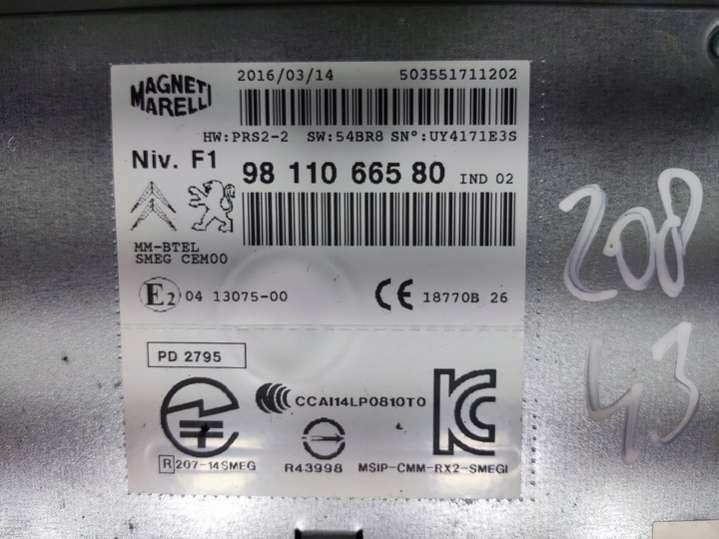 MAGNETI
MARELLI
2016/03/14 503551711202
HW:PRS2-2 SW:54BR8 SN°:UY4171E3S
Niv. F1 98 110 665 80 IND 02
MM-BTEL
SMEG CEM00
E2 04 13075-00 CE 18770B 26
PD 2795
CCAI14LP0810T0
R 207-14SMEG R43998 MSIP-CMM-RX2-SMEGI
208
43